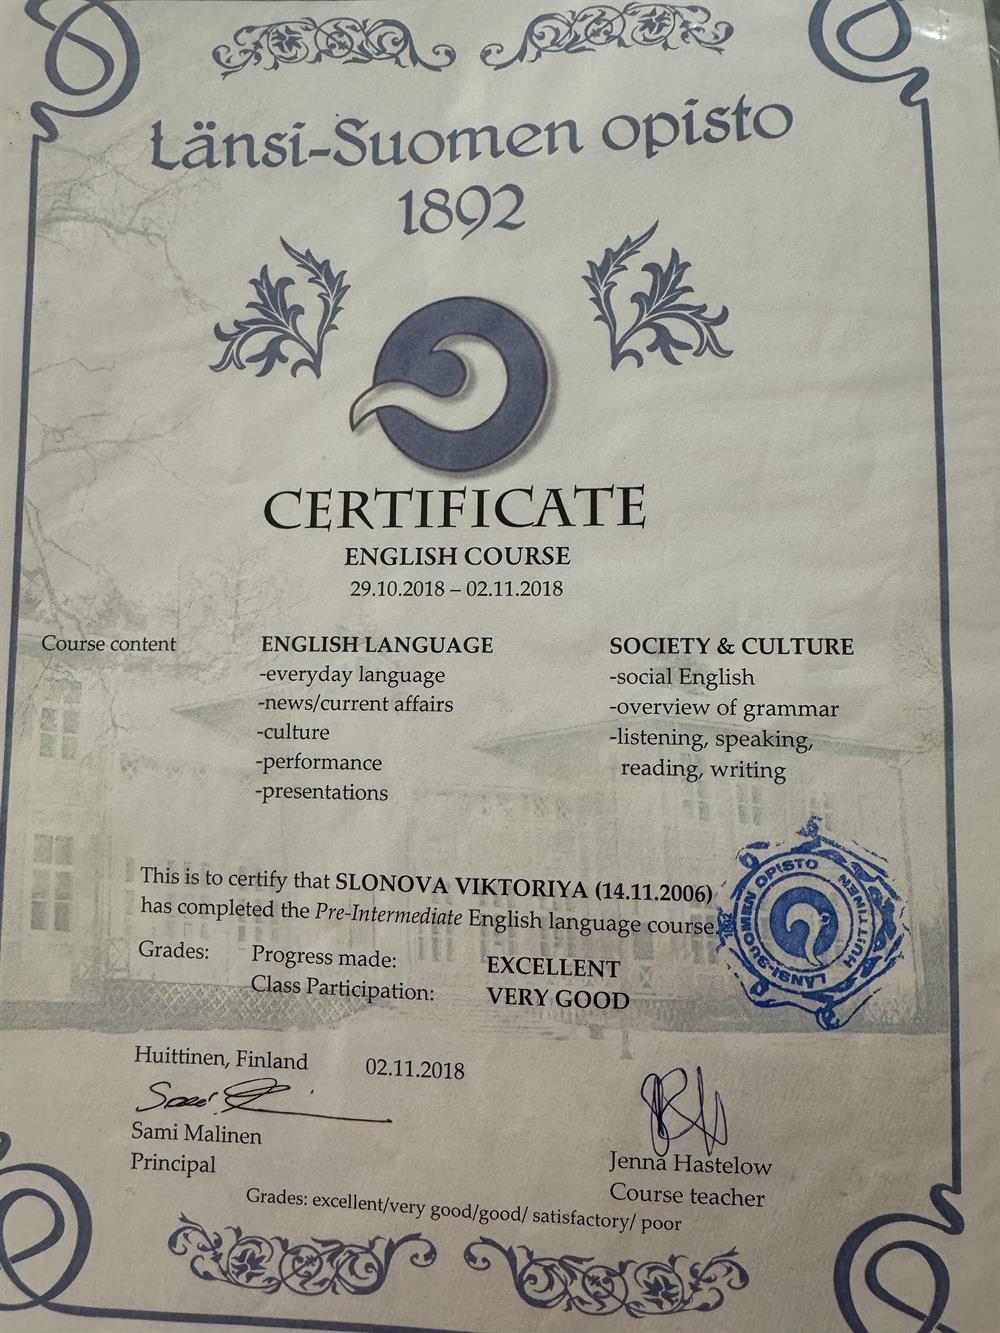 Länsi-Suomen opisto
1892
CERTIFICATE
ENGLISH COURSE
29.10.2018 – 02.11.2018
Course content
ENGLISH LANGUAGE
-everyday language
-news/current affairs
-culture
-performance
-presentations
SOCIETY & CULTURE
-social English
-overview of grammar
-listening, speaking,
reading, writing
This is to certify that SLONOVA VIKTORIYA (14.11.2006)
has completed the Pre-Intermediate English language course.
Grades: Progress made: EXCELLENT
Class Participation: VERY GOOD
LÄNSI-SUOMEN OPISTO HUITTINEN
1892
Huittinen, Finland 02.11.2018
Sami Malinen
Principal
Jenna Hastelow
Course teacher
Grades: excellent/very good/good/ satisfactory/ poor